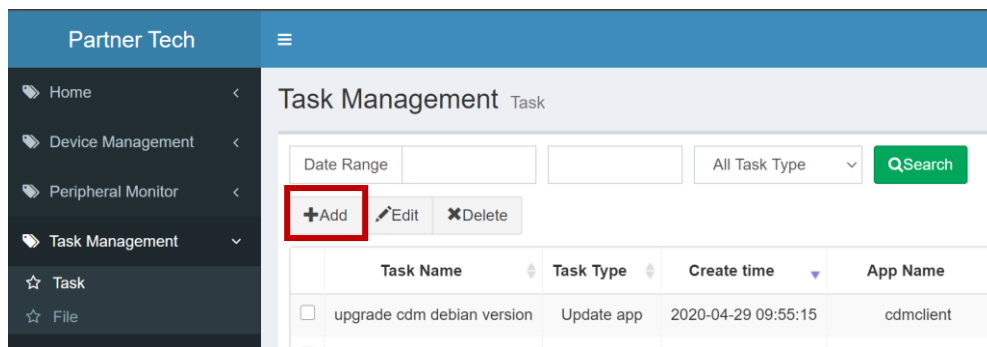 Partner Tech
Home
Device Management
Peripheral Monitor
Task Management
Task
File
Task Management Task
Date Range All Task Type Search
Add Edit Delete
Task Name Task Type Create time App Name
upgrade cdm debian version Update app 2020-04-29 09:55:15 cdmclient